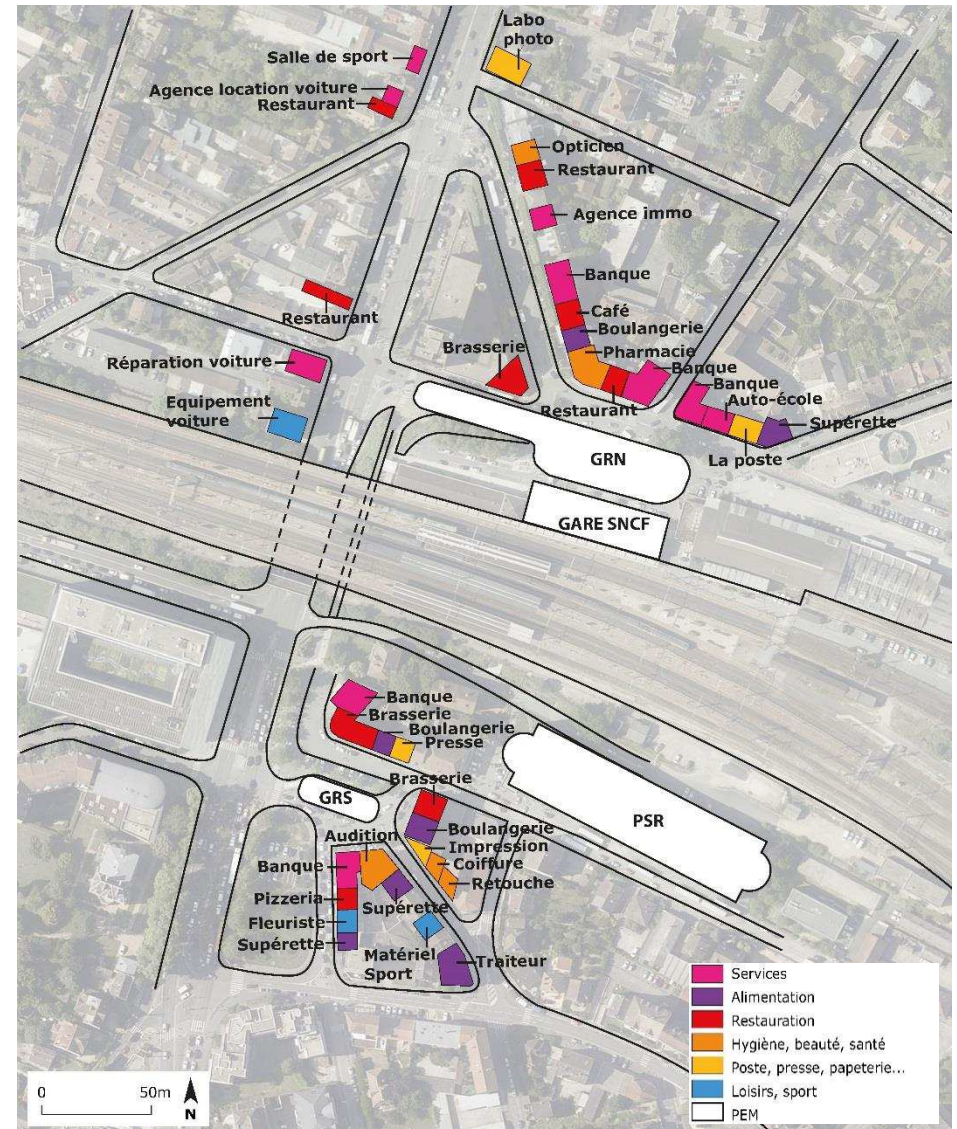 Labo
photo
Salle de sport
Agence location voiture
Restaurant
Opticien
Restaurant
Agence immo
Banque
Restaurant
Café
Boulangerie
Brasserie
Pharmacie
Réparation voiture
Banque
Banque
Equipement
voiture
Restaurant
Auto-école
Supérette
La poste
GRN
GARE SNCF
Banque
Brasserie
Boulangerie
Presse
Brasserie
GRS
PSR
Audition
Boulangerie
Impression
Coiffure
Banque
Retouche
Pizzeria
Supérette
Fleuriste
Supérette
Matériel
Sport
Traiteur
Services
Alimentation
Restauration
Hygiène, beauté, santé
Poste, presse, papeterie...
Loisirs, sport
PEM
0 50m N